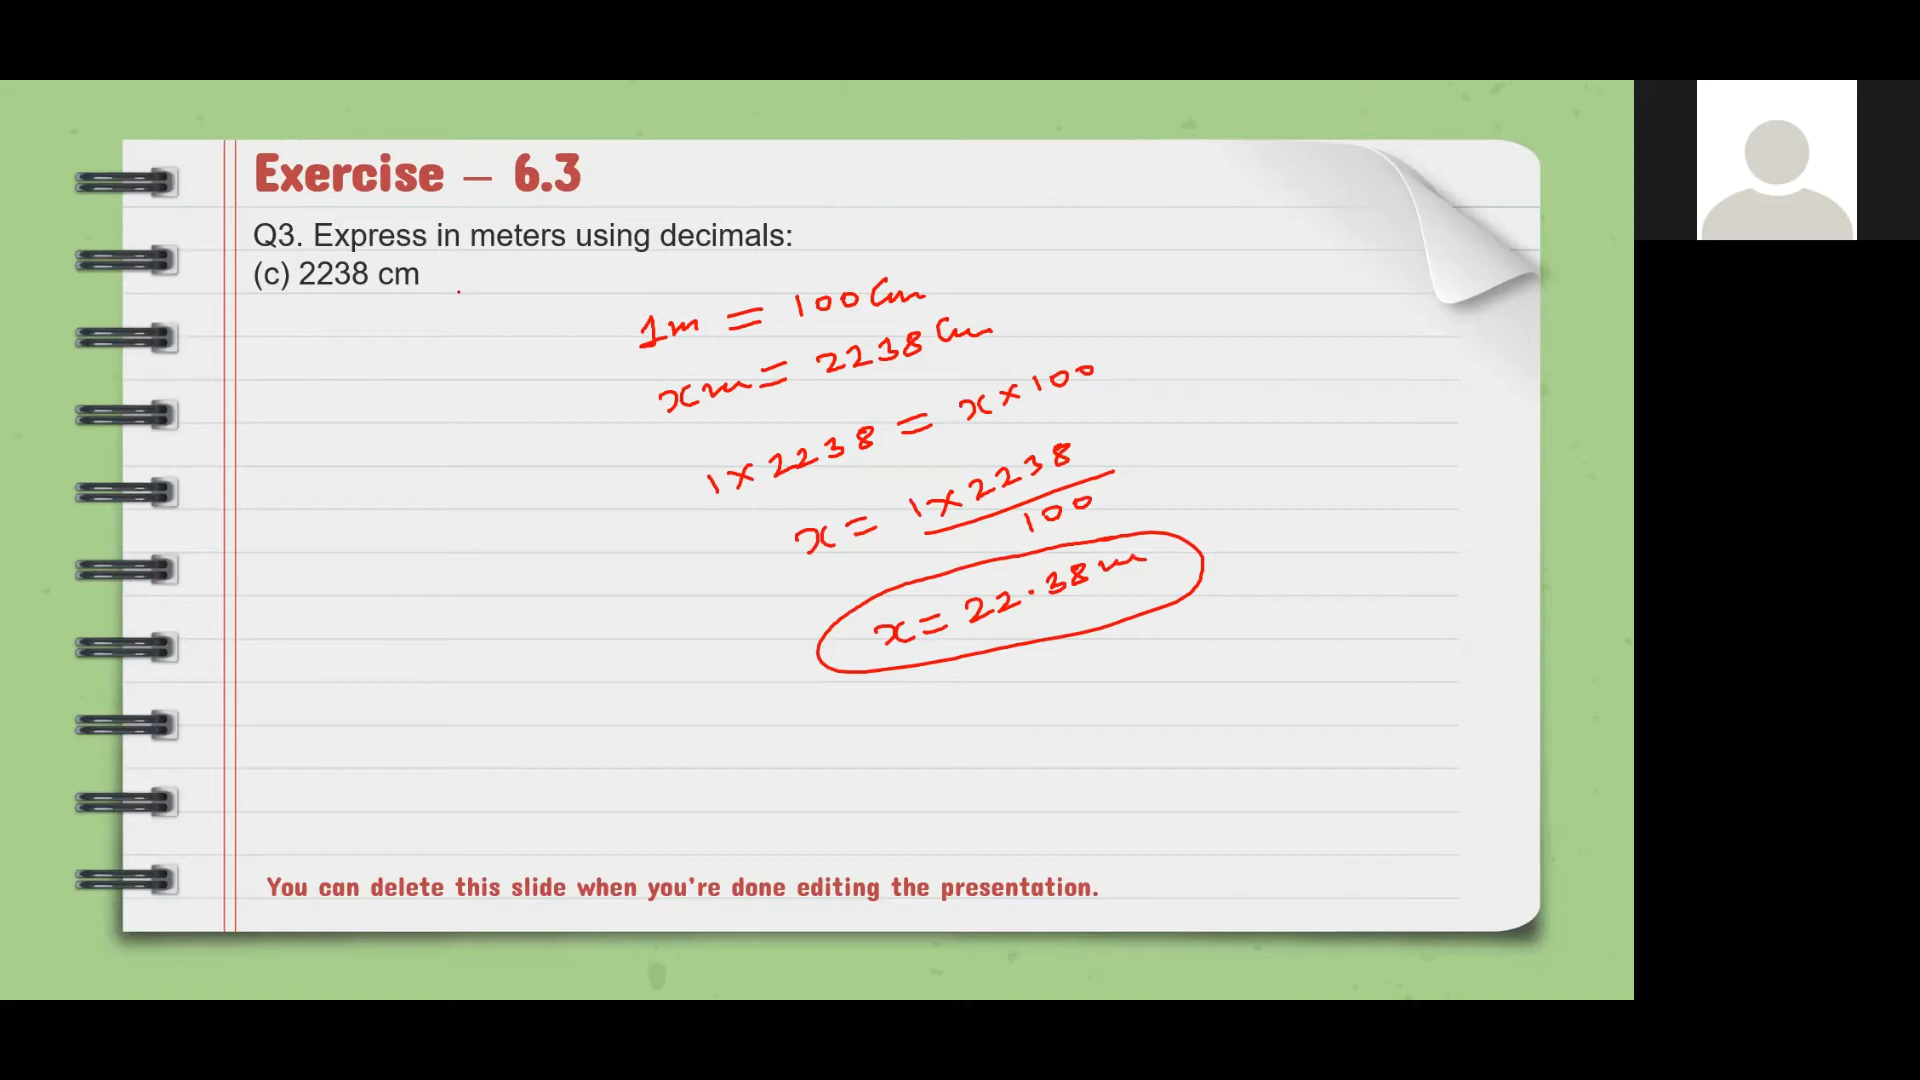 Exercise – 6.3
Q3. Express in meters using decimals:
(c) 2238 cm
1m = 100 Cm
x m = 2238 Cm
1 × 2238 = x × 100
x = 1 × 2238 / 100
x = 22.38 m
You can delete this slide when you're done editing the presentation.